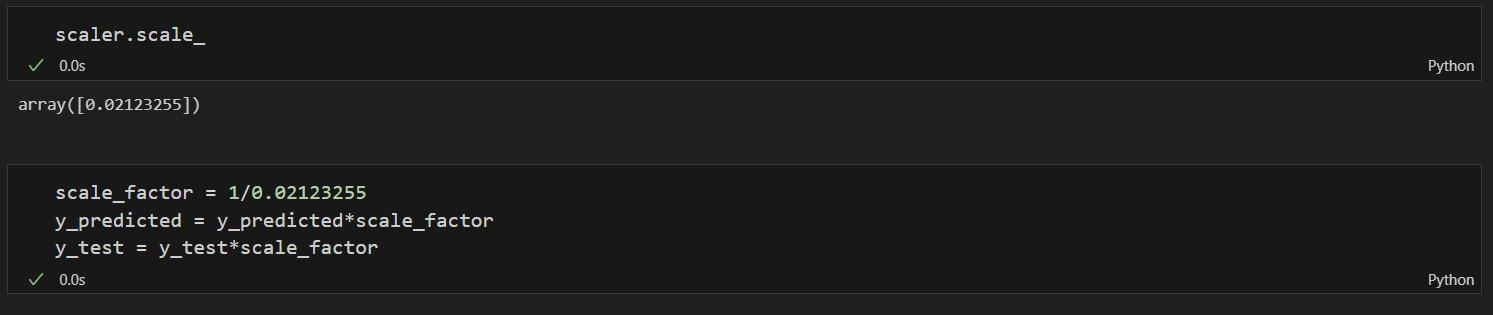 scaler.scale_
0.0s
Python
array([0.02123255])
scale_factor = 1/0.02123255
y_predicted = y_predicted*scale_factor
y_test = y_test*scale_factor
0.0s
Python